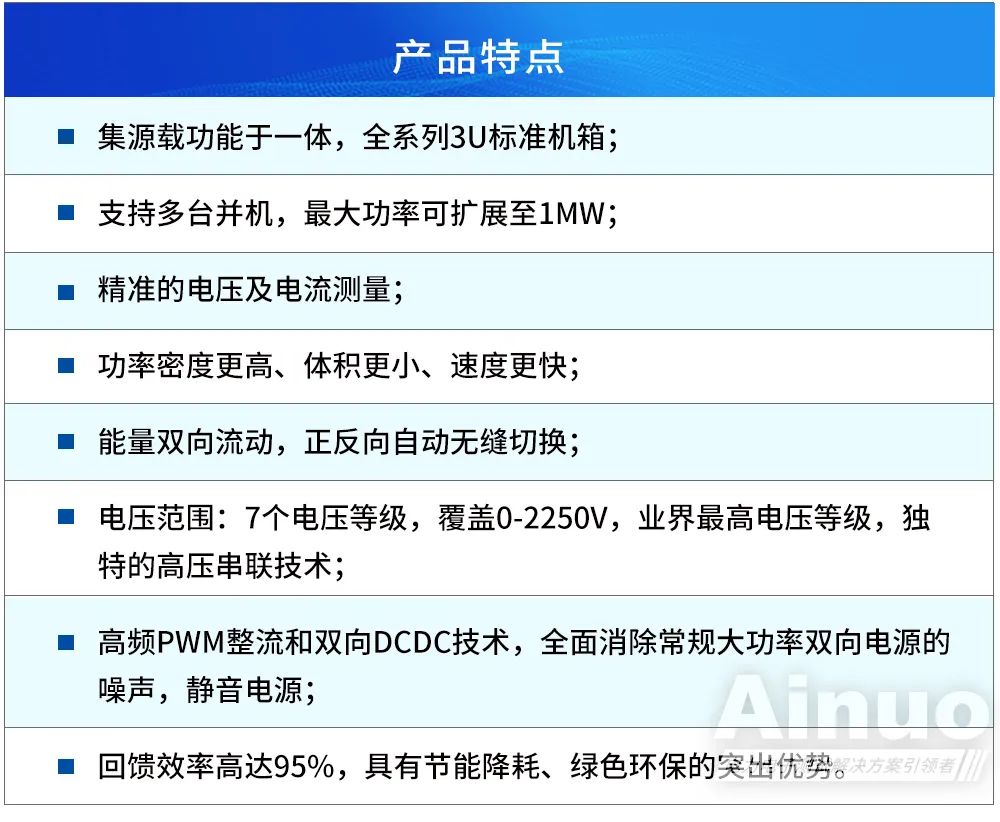 产品特点
集源载功能于一体，全系列3U标准机箱；
支持多台并机，最大功率可扩展至1MW；
精准的电压及电流测量；
功率密度更高、体积更小、速度更快；
能量双向流动，正反向自动无缝切换；
电压范围：7个电压等级，覆盖0-2250V，业界最高电压等级，独
特的高压串联技术；
高频PWM整流和双向DCDC技术，全面消除常规大功率双向电源的
噪声，静音电源；
Ainuo
回馈效率高达95%，具有节能降耗、绿色环保的突出优势。
解决方案引领者